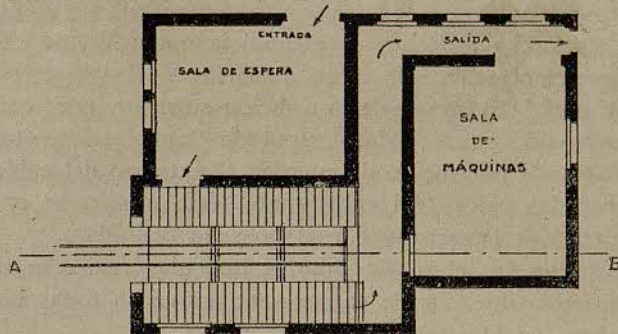 ENTRADA
SALIDA
SALA DE ESPERA
SALA
DE
MÁQUINAS
A
B